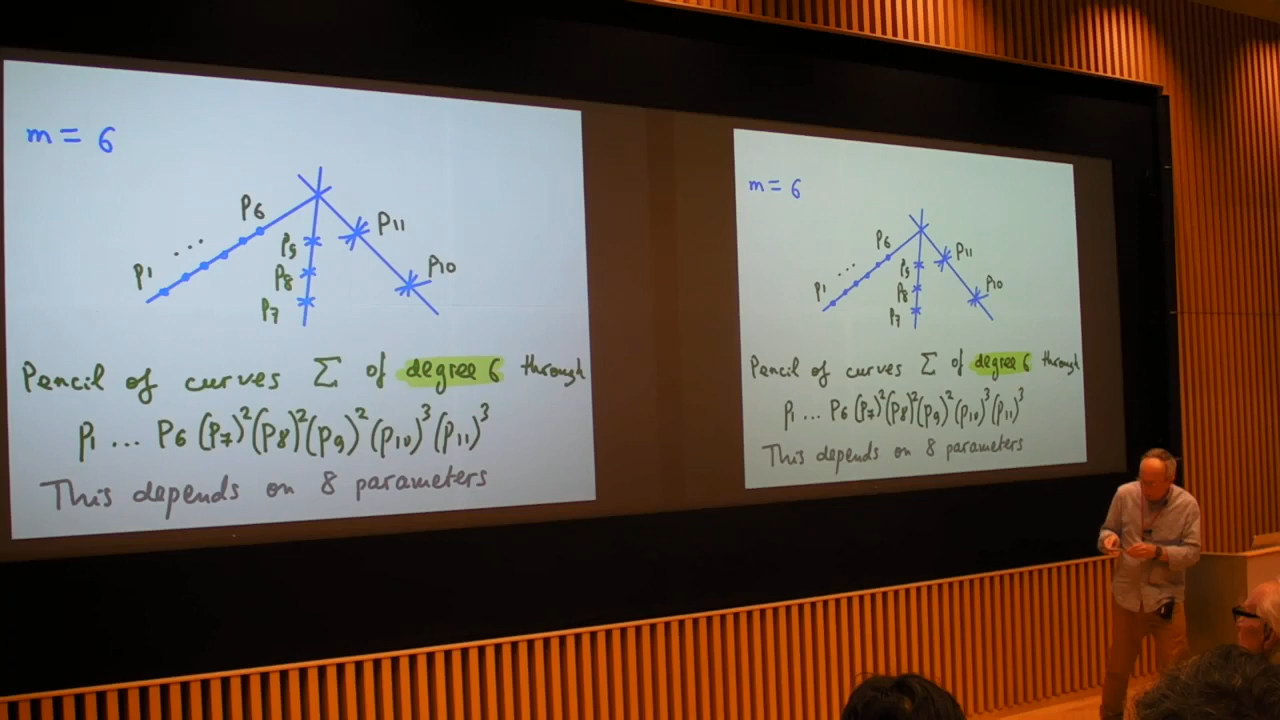 m = 6
P6
P11
P9
P10
P1 ...
P8
P7
Pencil of curves Σ of degree 6 through
P1 ... P6 (P7)² (P8)² (P9)² (P10)³ (P11)³
This depends on 8 parameters
m = 6
P6
P11
P9
P10
P1 ...
P8
P7
Pencil of curves Σ of degree 6 through
P1 ... P6 (P7)² (P8)² (P9)² (P10)³ (P11)³
This depends on 8 parameters